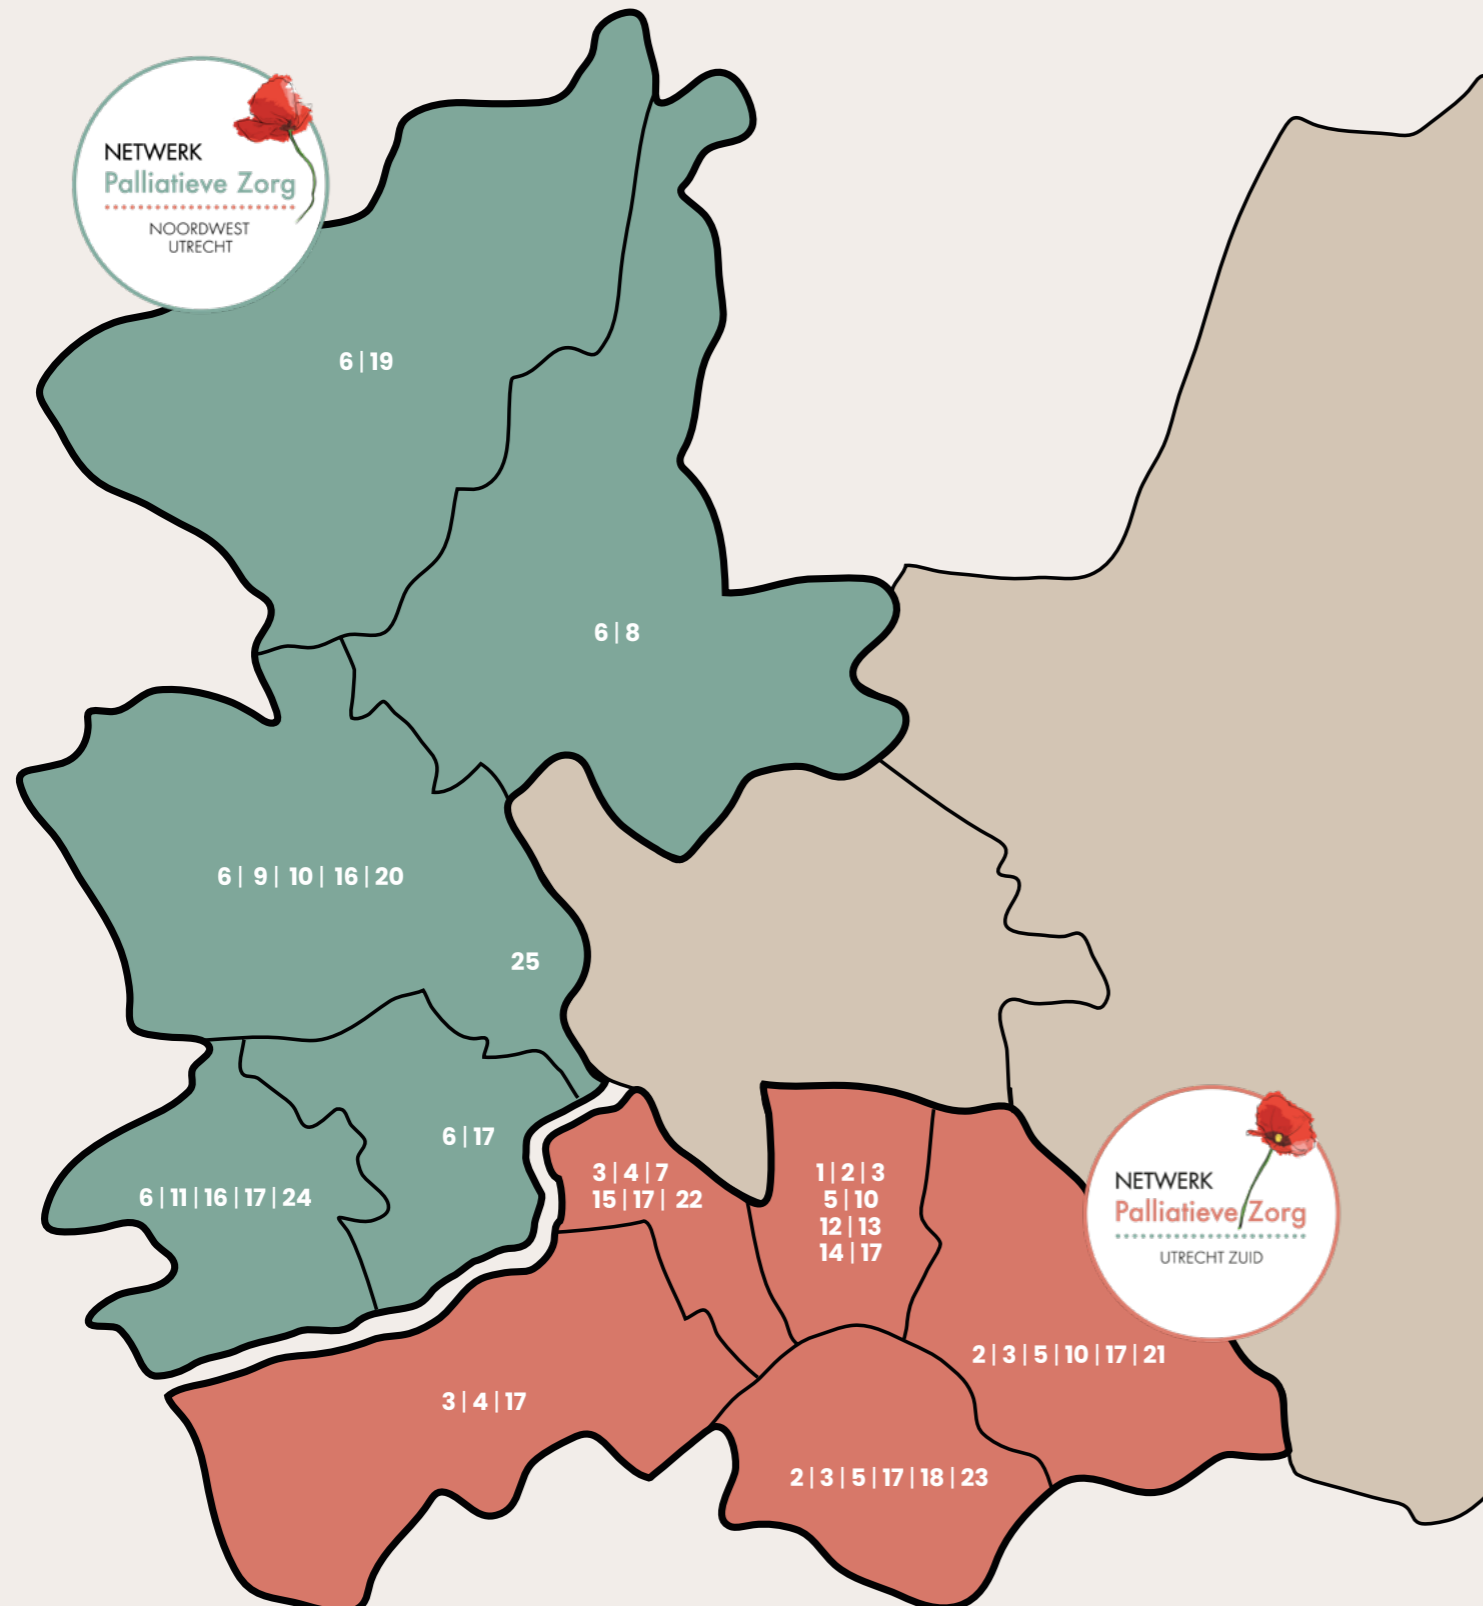 NETWERK
Palliatieve Zorg
NOORDWEST
UTRECHT
6 | 19
6 | 8
6 | 9 | 10 | 16 | 20
25
6 | 17
6 | 11 | 16 | 17 | 24
3 | 4 | 7
15 | 17 | 22
1 | 2 | 3
5 | 10
12 | 13
14 | 17
NETWERK
Palliatieve Zorg
UTRECHT ZUID
2 | 3 | 5 | 10 | 17 | 21
3 | 4 | 17
2 | 3 | 5 | 17 | 18 | 23